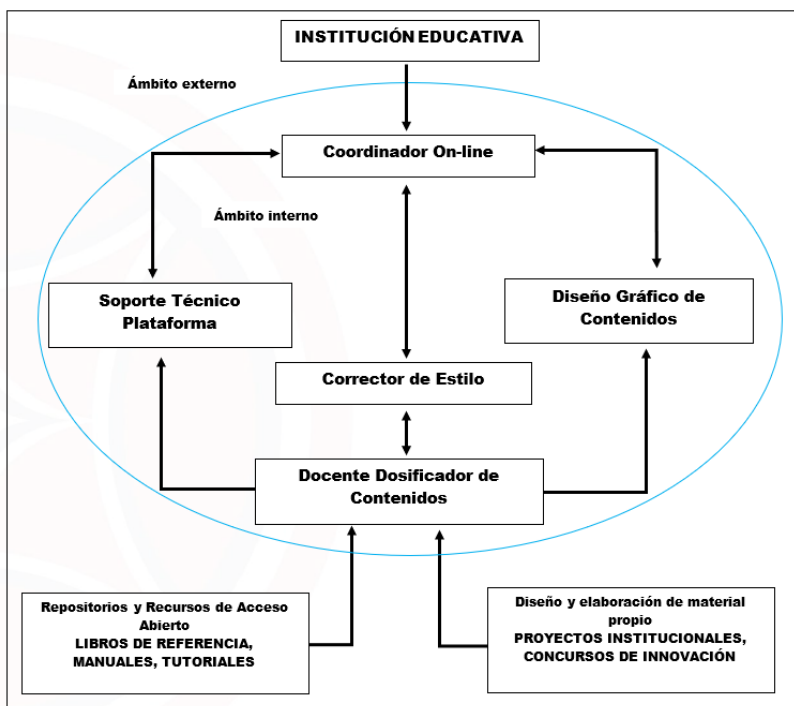 INSTITUCIÓN EDUCATIVA
Ámbito externo
Coordinador On-line
Ámbito interno
Soporte Técnico
Plataforma
Diseño Gráfico de
Contenidos
Corrector de Estilo
Docente Dosificador de
Contenidos
Repositorios y Recursos de Acceso
Abierto
LIBROS DE REFERENCIA,
MANUALES, TUTORIALES
Diseño y elaboración de material
propio
PROYECTOS INSTITUCIONALES,
CONCURSOS DE INNOVACIÓN